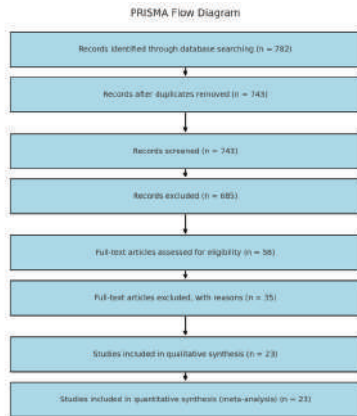 PRISMA Flow Diagram
Records identified through database searching (n = 782)
Records after duplicates removed (n = 743)
Records screened (n = 743)
Records excluded (n = 685)
Full-text articles assessed for eligibility (n = 58)
Full-text articles excluded, with reasons (n = 35)
Studies included in qualitative synthesis (n = 23)
Studies included in quantitative synthesis (meta-analysis) (n = 23)